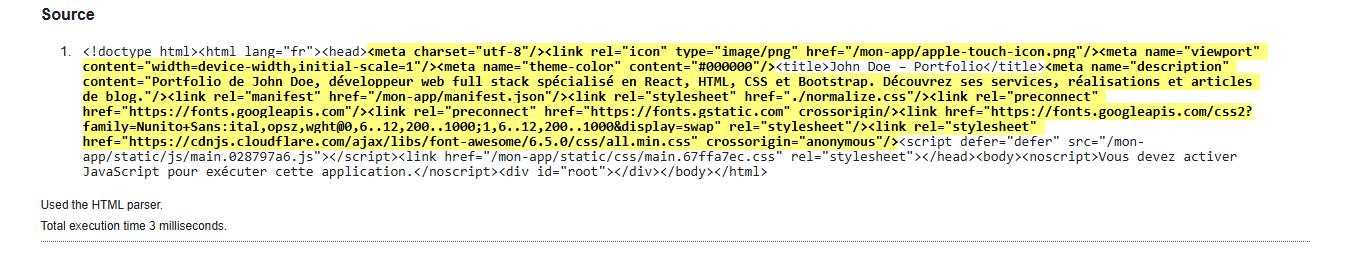 Source
1. <!doctype html><html lang="fr"><head><meta charset="utf-8"/><link rel="icon" type="image/png" href="/mon-app/apple-touch-icon.png"/><meta name="viewport"
content="width=device-width,initial-scale=1"/><meta name="theme-color" content="#000000"/><title>John Doe – Portfolio</title><meta name="description"
content="Portfolio de John Doe, développeur web full stack spécialisé en React, HTML, CSS et Bootstrap. Découvrez ses services, réalisations et articles
de blog."/><link rel="manifest" href="/mon-app/manifest.json"/><link rel="stylesheet" href="./normalize.css"/><link rel="preconnect"
href="https://fonts.googleapis.com"/><link rel="preconnect" href="https://fonts.gstatic.com" crossorigin/><link href="https://fonts.googleapis.com/css2?
family=Nunito+Sans:ital,opsz,wght@0,6..12,200..1000;1,6..12,200..1000&display=swap" rel="stylesheet"/><link rel="stylesheet"
href="https://cdnjs.cloudflare.com/ajax/libs/font-awesome/6.5.0/css/all.min.css" crossorigin="anonymous"/><script defer="defer" src="/mon-
app/static/js/main.028797a6.js"></script><link href="/mon-app/static/css/main.67ffa7ec.css" rel="stylesheet"></head><body><noscript>Vous devez activer
JavaScript pour exécuter cette application.</noscript><div id="root"></div></body></html>
Used the HTML parser.
Total execution time 3 milliseconds.